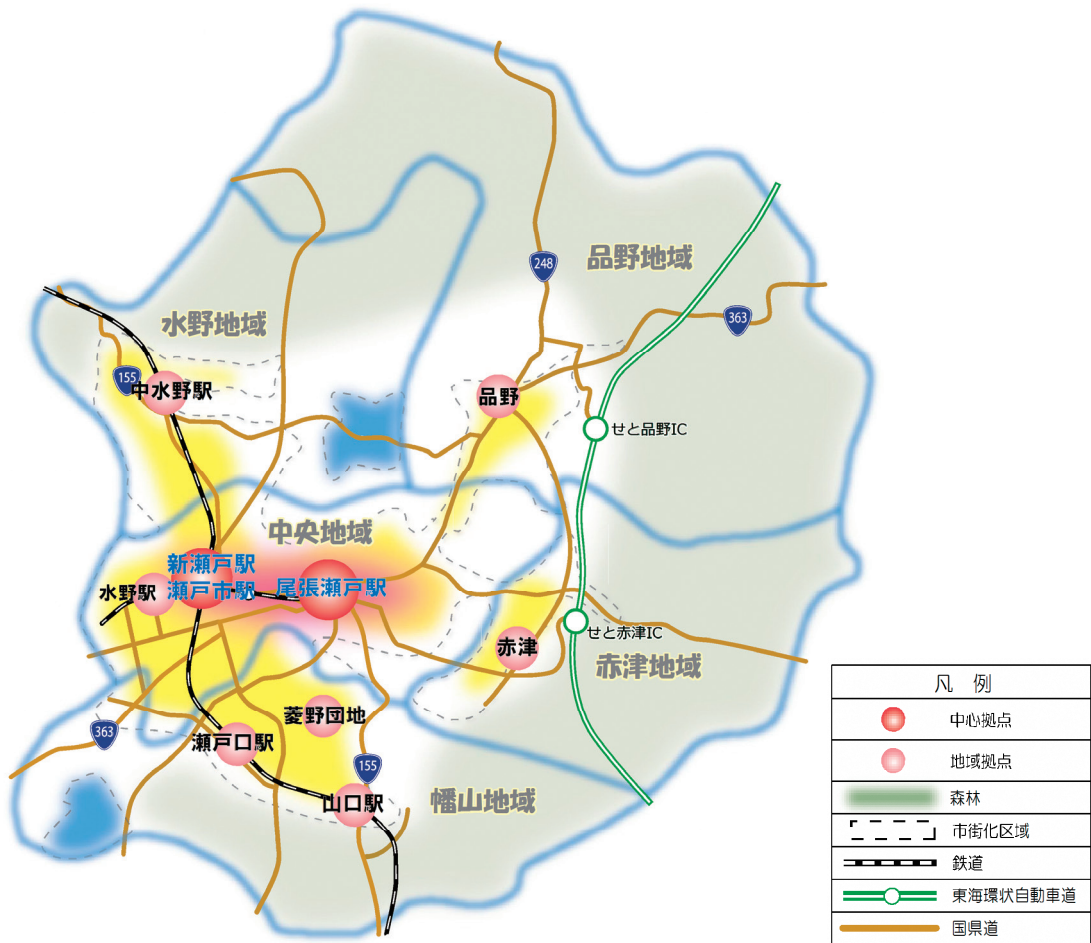 248
品野地域
363
水野地域
155
中水野駅
品野
せと品野IC
中央地域
新瀬戸駅
瀬戸市駅
尾張瀬戸駅
水野駅
せと赤津IC
赤津
赤津地域
菱野団地
363
瀬戸口駅
155
山口駅
幡山地域
凡 例
中心拠点
地域拠点
森林
市街化区域
鉄道
東海環状自動車道
国県道